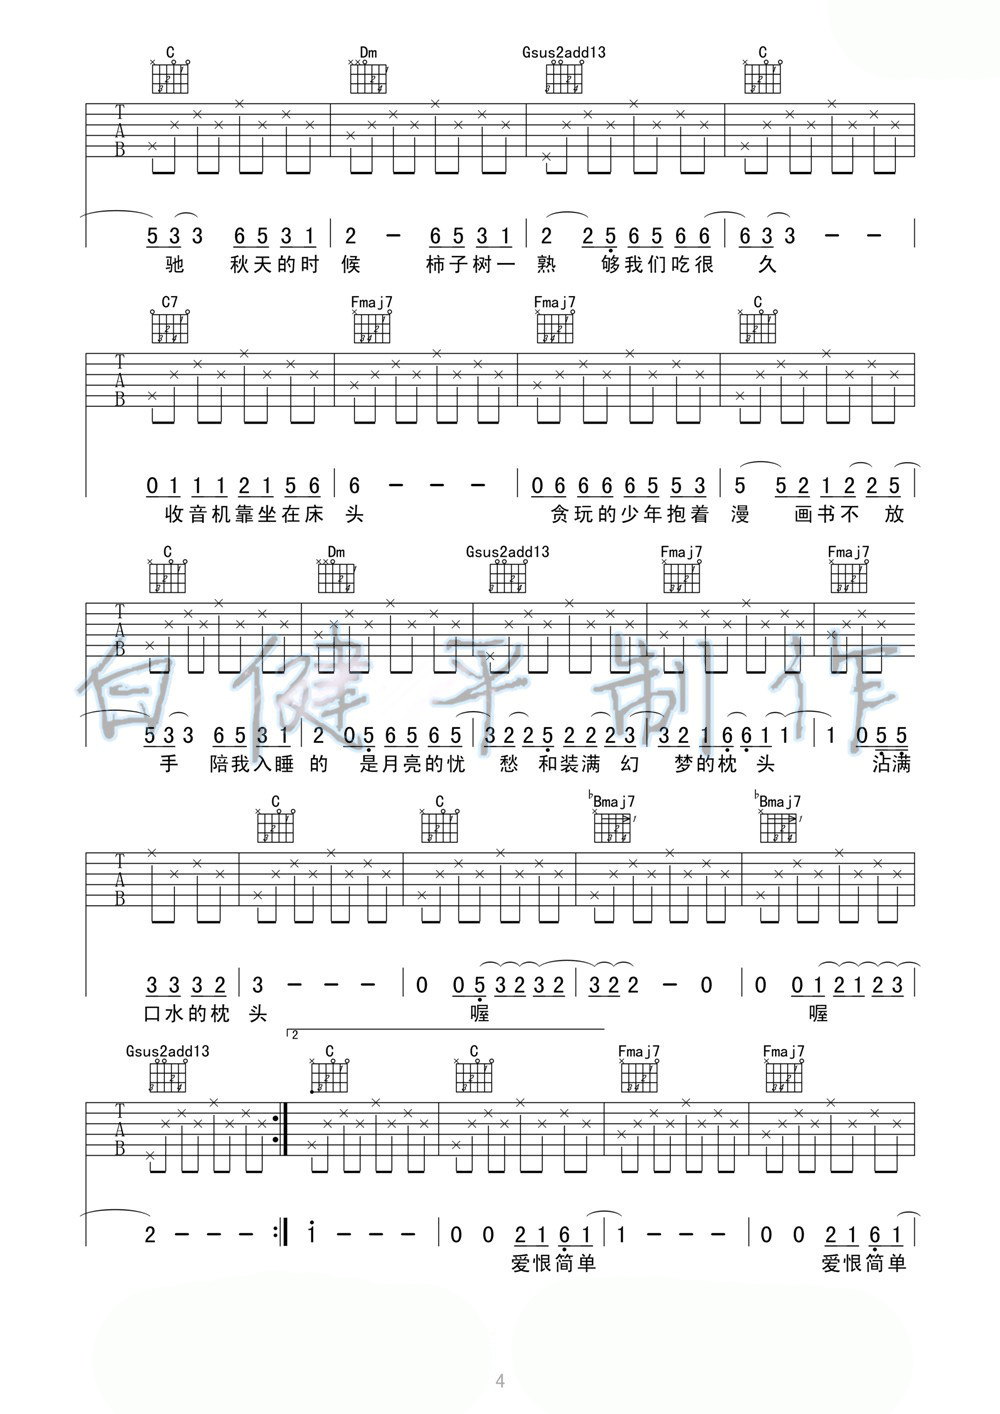 C Dm Gsus2add13 C
T A B
5 3 3 6 5 3 1 2 - 6 5 3 1 2 2 5 6 5 6 6 6 3 3 - -
驰 秋天的时 候 柿子树一 熟 够我们吃很 久
C7 Fmaj7 Fmaj7 C
T A B
0 1 1 1 2 1 5 6 6 - - - 0 6 6 6 6 5 5 3 5 5 2 1 2 2 5
收音机靠坐在床 头 贪玩的少年抱着 漫 画书不 放
C Dm Gsus2add13 Fmaj7 Fmaj7
T A B
白健平制作
5 3 3 6 5 3 1 2 0 5 6 5 6 5 3 2 2 5 2 2 2 3 3 2 1 6 6 1 1 1 0 5 5
手 陪我入睡 的 是月亮的忧 愁 和装满 幻 梦的枕 头 沾满
C C ♭Bmaj7 ♭Bmaj7
T A B
3 3 3 2 3 - - - 0 0 5 3 2 3 2 3 2 2 - 0 0 0 1 2 1 2 3
口水的枕 头 喔 喔
2
Gsus2add13 C C Fmaj7 Fmaj7
T A B
2 - - - 1 - - - 0 0 2 1 6 1 1 - - - 0 0 2 1 6 1
爱恨简单 爱恨简单
4